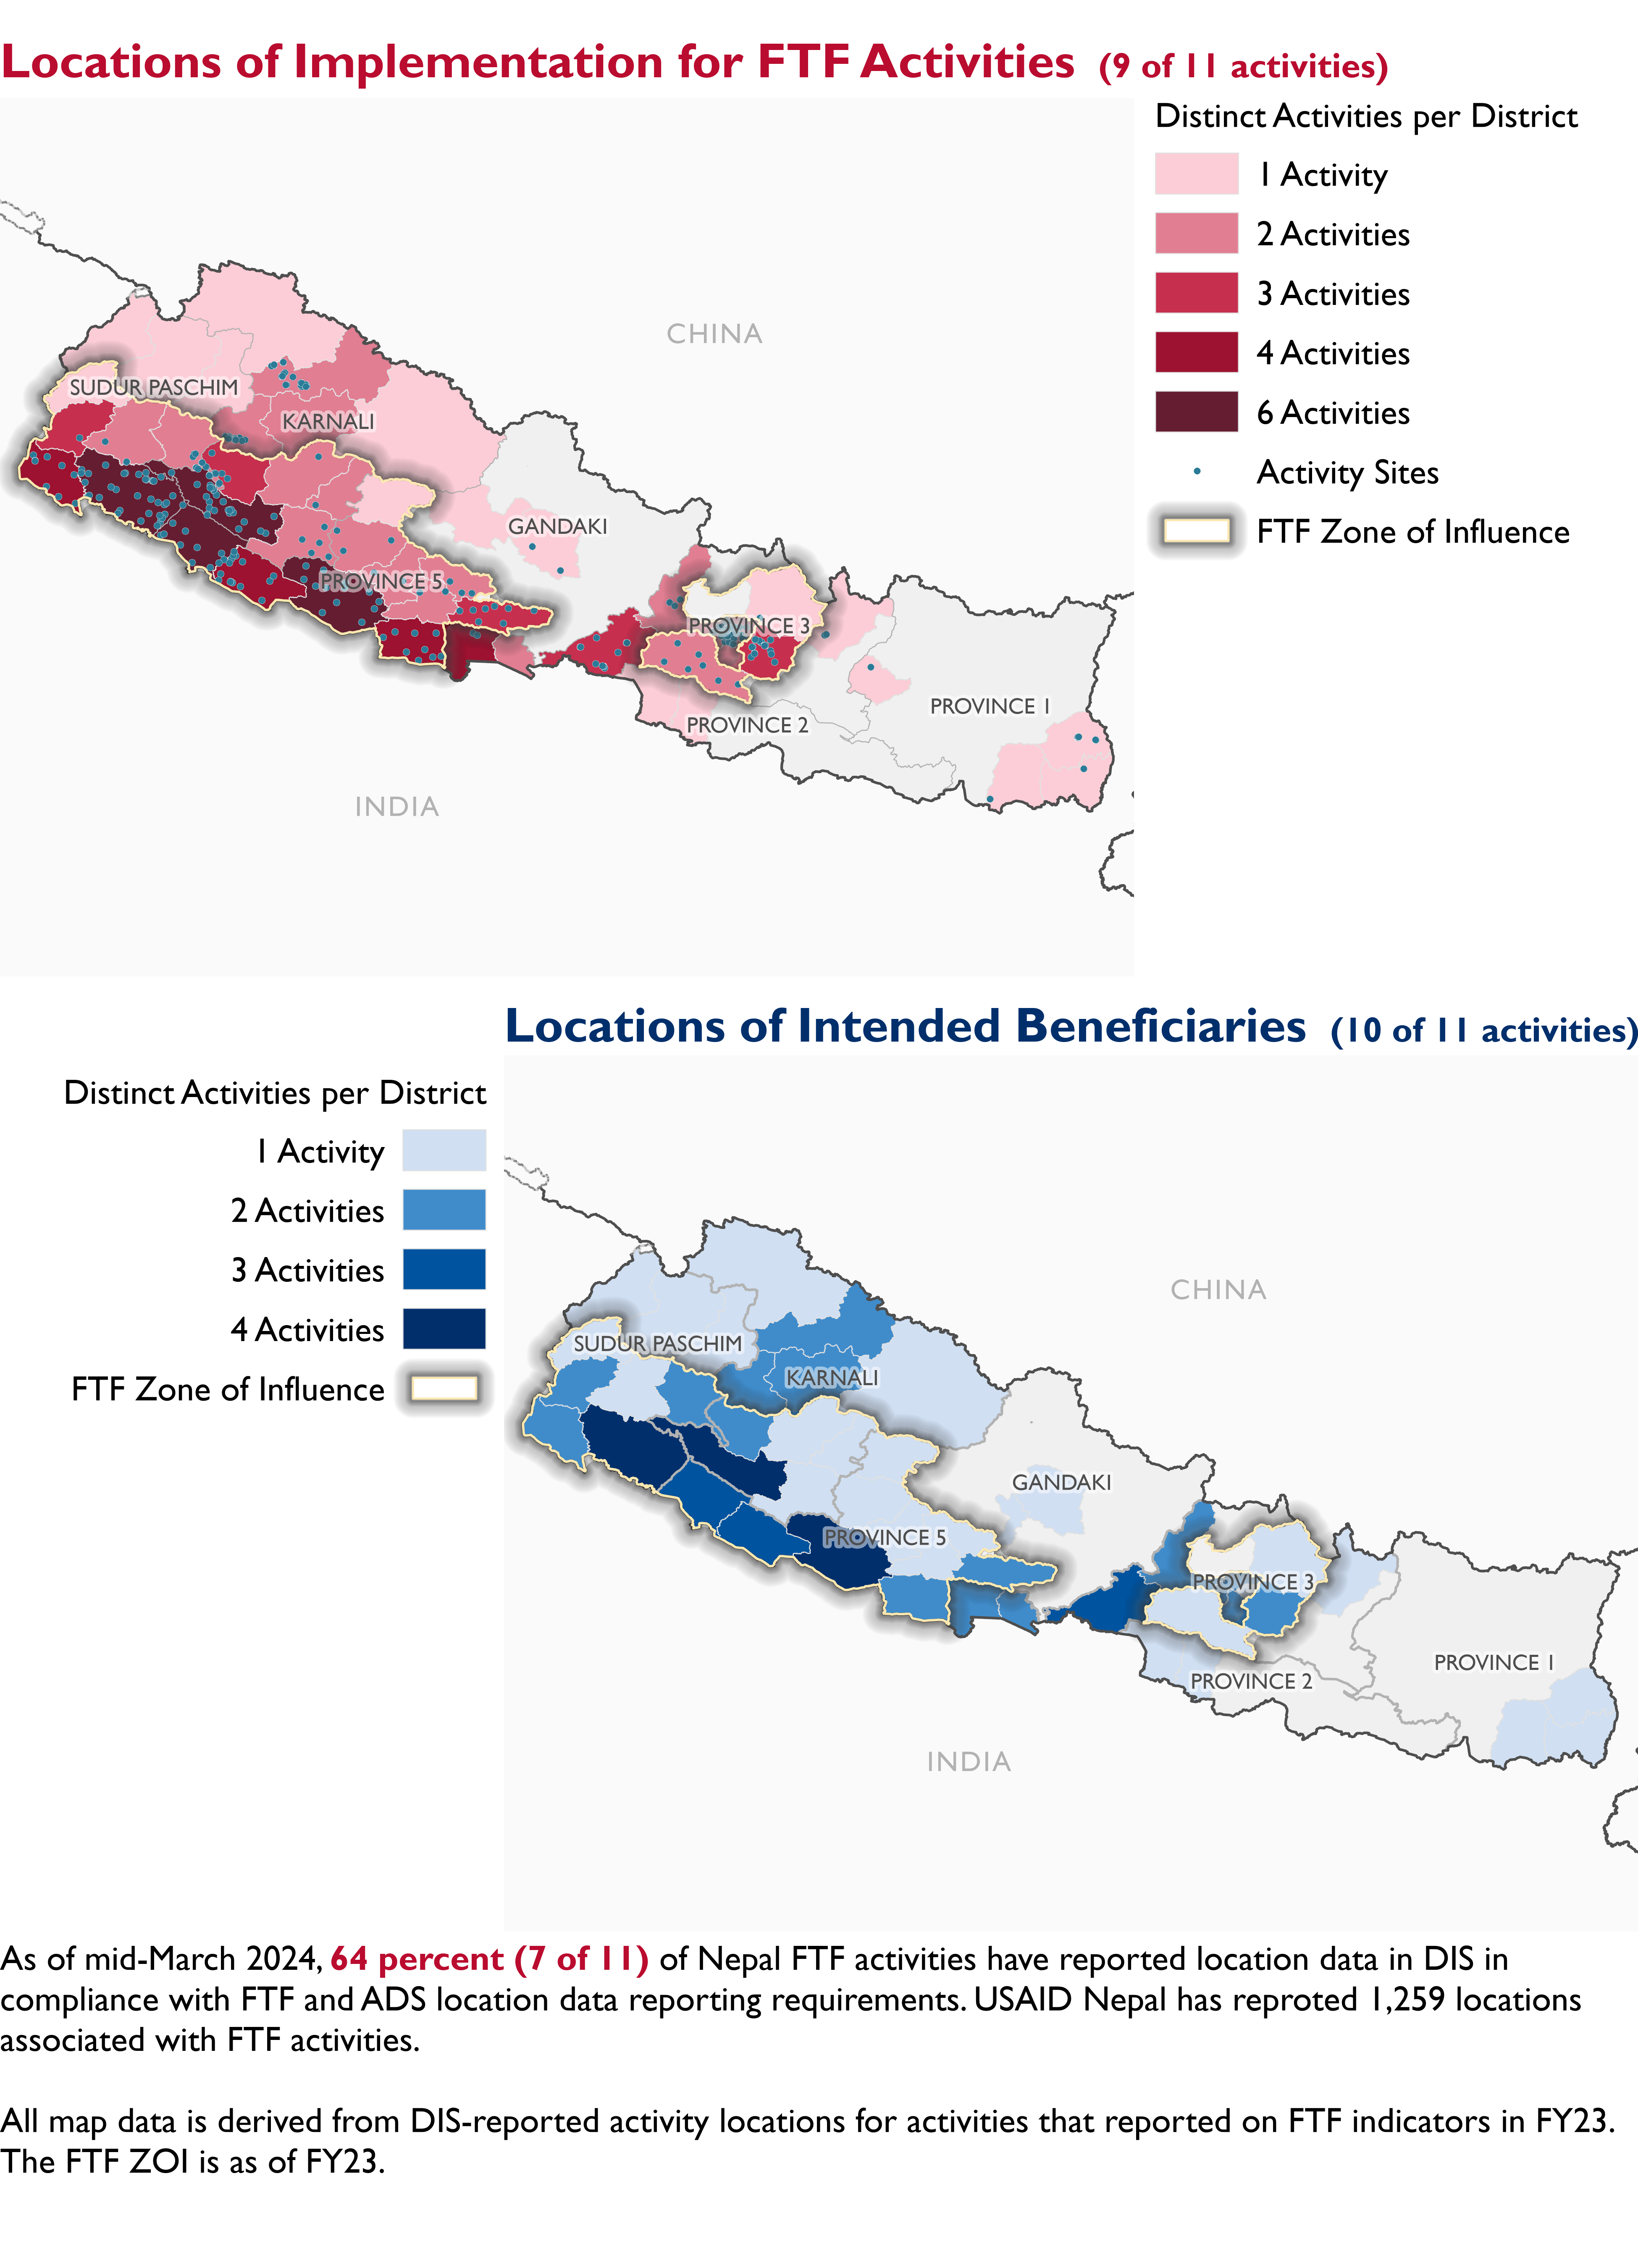 Locations of Implementation for FTF Activities (9 of 11 activities)
Distinct Activities per District
1 Activity
2 Activities
3 Activities
4 Activities
6 Activities
Activity Sites
FTF Zone of Influence
CHINA
SUDUR PASCHIM
KARNALI
GANDAKI
PROVINCE 5
PROVINCE 3
PROVINCE 1
PROVINCE 2
INDIA
Locations of Intended Beneficiaries (10 of 11 activities)
Distinct Activities per District
1 Activity
2 Activities
3 Activities
4 Activities
FTF Zone of Influence
CHINA
SUDUR PASCHIM
KARNALI
GANDAKI
PROVINCE 5
PROVINCE 3
PROVINCE 1
PROVINCE 2
INDIA
As of mid-March 2024, 64 percent (7 of 11) of Nepal FTF activities have reported location data in DIS in
compliance with FTF and ADS location data reporting requirements. USAID Nepal has reproted 1,259 locations
associated with FTF activities.
All map data is derived from DIS-reported activity locations for activities that reported on FTF indicators in FY23.
The FTF ZOI is as of FY23.